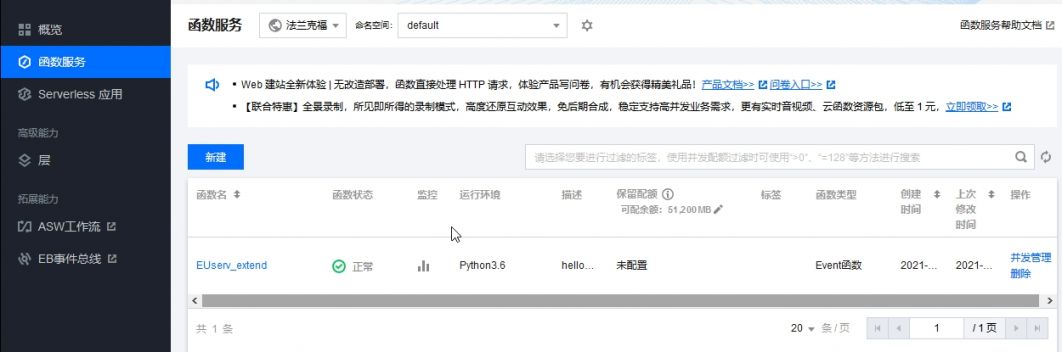 概览
函数服务
Serverless 应用
高级能力
层
拓展能力
ASW工作流
EB事件总线
函数服务 法兰克福 命名空间: default 函数服务帮助文档
• Web 建站全新体验 | 无改造部署，函数直接处理 HTTP 请求，体验产品写问卷，有机会获得精美礼品！产品文档>> 问卷入口>>
• 【联合特惠】全景录制，所见即所得的录制模式，高度还原互动效果，免后期合成，稳定支持高并发业务需求，更有实时音视频、云函数资源包，低至 1 元，立即领取>>
新建 请选择您要进行过滤的标签，使用并发配额过滤时可使用“>0”、“=128”等方法进行搜索
函数名 函数状态 监控 运行环境 描述 保留配额 标签 函数类型 创建 上次 操作
可配余额：51,200MB 时间 修改
时间
EUserv_extend 正常 Python3.6 hello... 未配置 Event函数 2021-... 2021-... 并发管理
删除
共 1 条 20 条 / 页 1 / 1 页